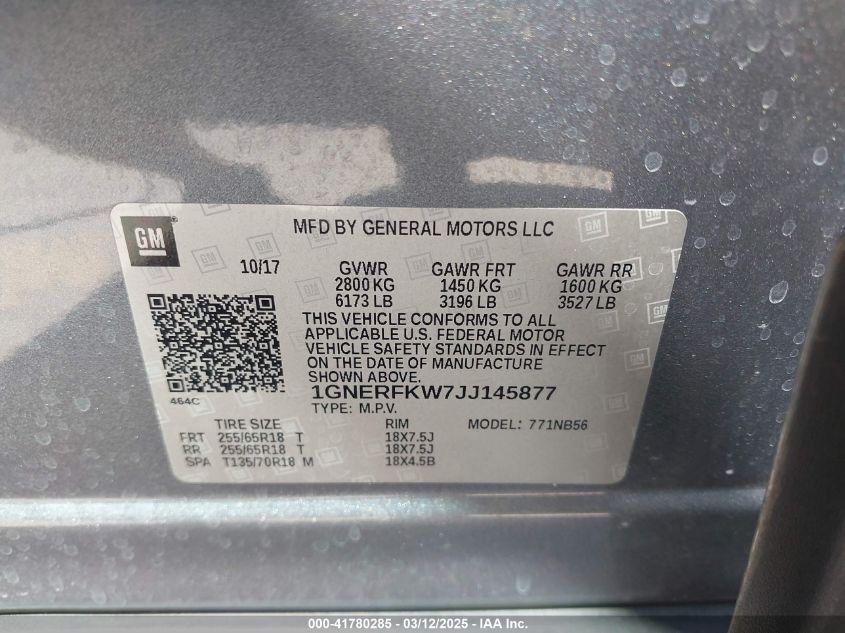 GM
®
MFD BY GENERAL MOTORS LLC
10/17 GVWR GAWR FRT GAWR RR
2800 KG 1450 KG 1600 KG
6173 LB 3196 LB 3527 LB
THIS VEHICLE CONFORMS TO ALL
APPLICABLE U.S. FEDERAL MOTOR
VEHICLE SAFETY STANDARDS IN EFFECT
ON THE DATE OF MANUFACTURE
SHOWN ABOVE.
464C
1GNERFKW7JJ145877
TYPE: M.P.V. MODEL: 771NB56
TIRE SIZE RIM
FRT 255/65R18 T 18X7.5J
RR 255/65R18 T 18X7.5J
SPA T135/70R18 M 18X4.5B
000-41780285 - 03/12/2025 - IAA Inc.